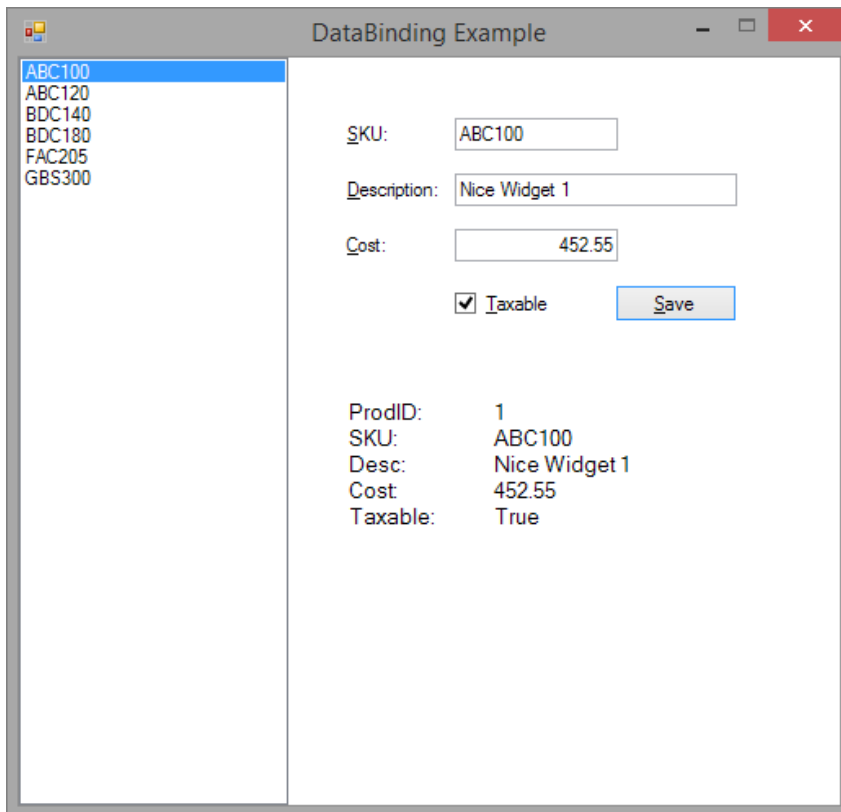 DataBinding Example
ABC100
ABC120
BDC140
BDC180
FAC205
GBS300
SKU: ABC100
Description: Nice Widget 1
Cost: 452.55
Taxable Save
ProdID: 1
SKU: ABC100
Desc: Nice Widget 1
Cost: 452.55
Taxable: True